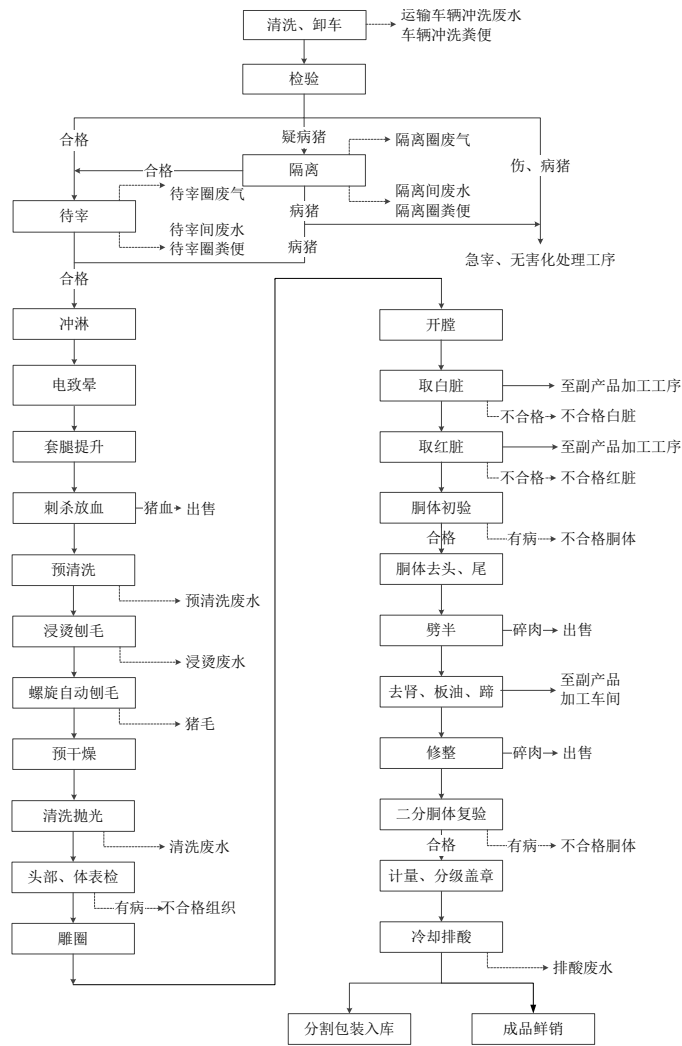 清洗、卸车
运输车辆冲洗废水
车辆冲洗粪便
检验
合格
疑病猪
伤、病猪
隔离圈废气
隔离
合格
待宰圈废气
隔离间废水
隔离圈粪便
病猪
待宰
待宰间废水
待宰圈粪便
病猪
急宰、无害化处理工序
合格
冲淋
电致晕
套腿提升
刺杀放血
猪血
出售
预清洗
预清洗废水
浸烫刨毛
浸烫废水
螺旋自动刨毛
猪毛
预干燥
清洗抛光
清洗废水
头部、体表检
有病
不合格组织
雕圈
开膛
取白脏
至副产品加工工序
不合格
不合格白脏
取红脏
至副产品加工工序
不合格
不合格红脏
胴体初验
合格
有病
不合格胴体
胴体去头、尾
劈半
碎肉
出售
去肾、板油、蹄
至副产品
加工车间
修整
碎肉
出售
二分胴体复验
合格
有病
不合格胴体
计量、分级盖章
冷却排酸
排酸废水
分割包装入库
成品鲜销